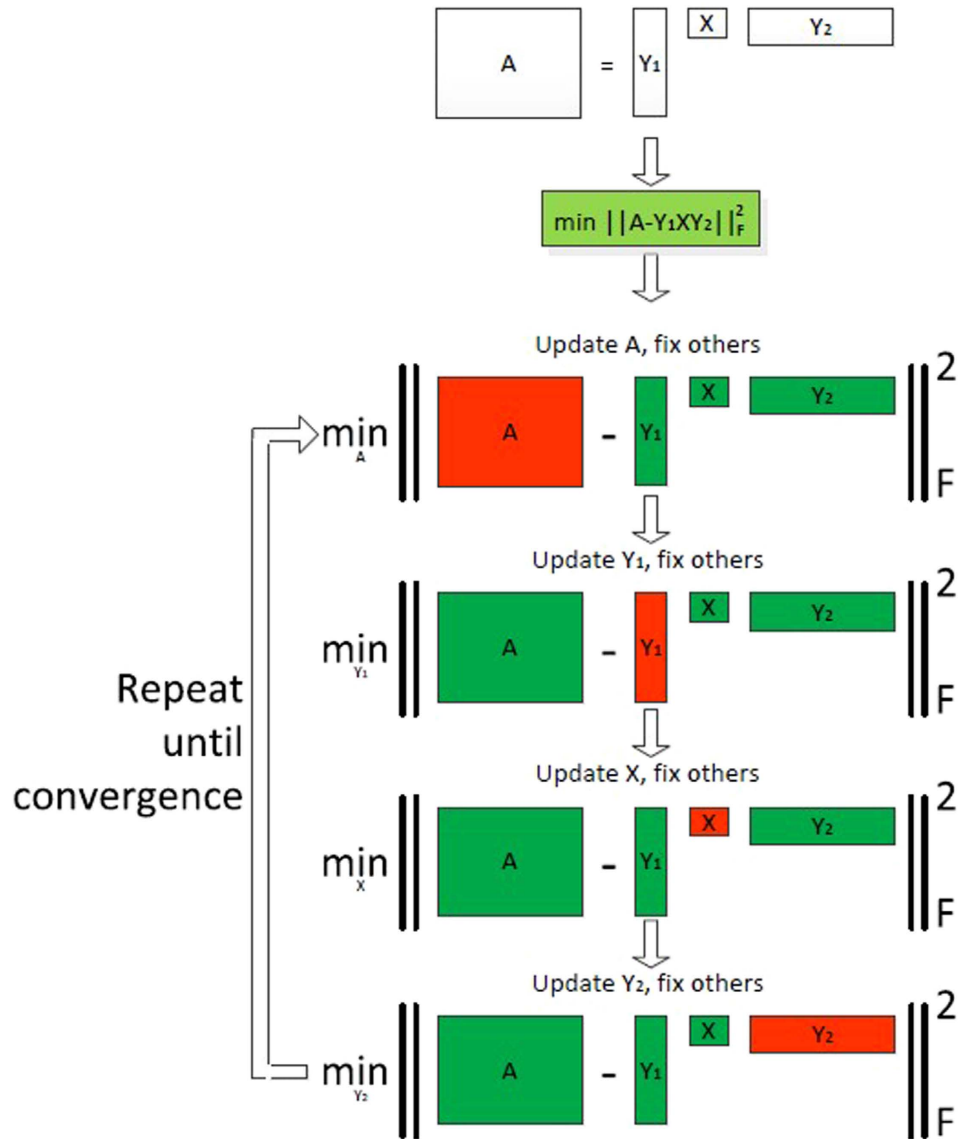 A = Y₁ X Y₂
min ||A-Y₁XY₂||²F
Update A, fix others
min A || A - Y₁ X Y₂ || 2 F
Update Y₁, fix others
min Y₁ || A - Y₁ X Y₂ || 2 F
Repeat
until
convergence
Update X, fix others
min X || A - Y₁ X Y₂ || 2 F
Update Y₂, fix others
min Y₂ || A - Y₁ X Y₂ || 2 F